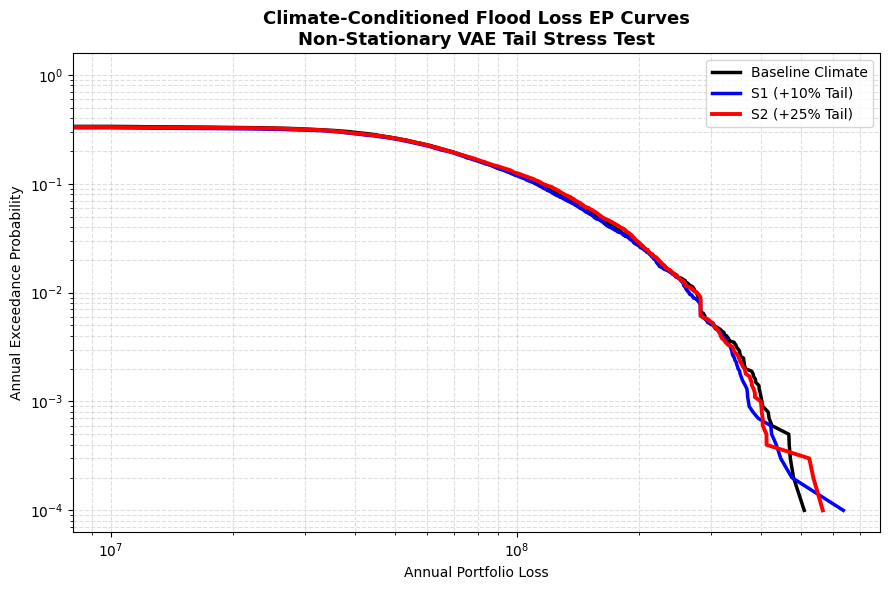 Climate-Conditioned Flood Loss EP Curves
Non-Stationary VAE Tail Stress Test
Baseline Climate
S1 (+10% Tail)
S2 (+25% Tail)
Annual Exceedance Probability
10⁰
10⁻¹
10⁻²
10⁻³
10⁻⁴
10⁷
10⁸
Annual Portfolio Loss